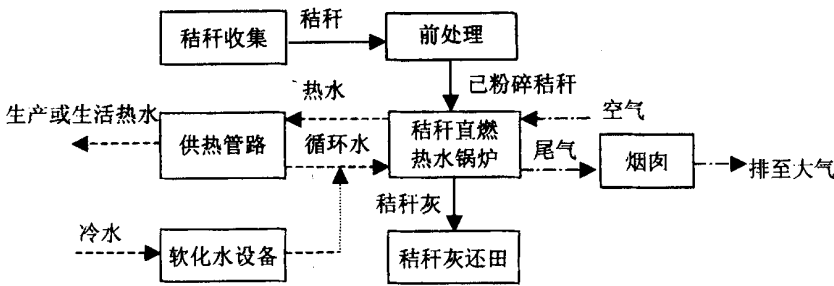 秸秆
秸秆收集
前处理
热水
已粉碎秸秆
空气
生产或生活热水
供热管路
循环水
秸秆直燃
热水锅炉
尾气
烟肉
排至大气
秸秆灰
冷水
软化水设备
秸秆灰还田